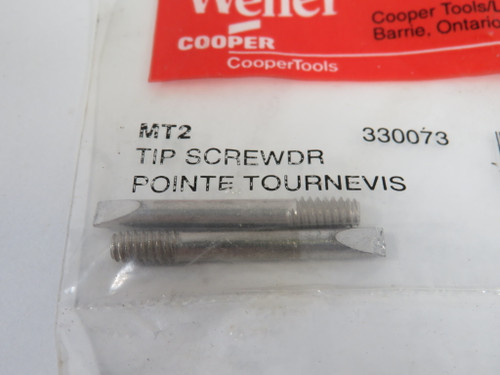 Weller
Cooper Tools/U
Barrie, Ontario
COOPER
CooperTools
MT2 330073
TIP SCREWDR
POINTE TOURNEVIS